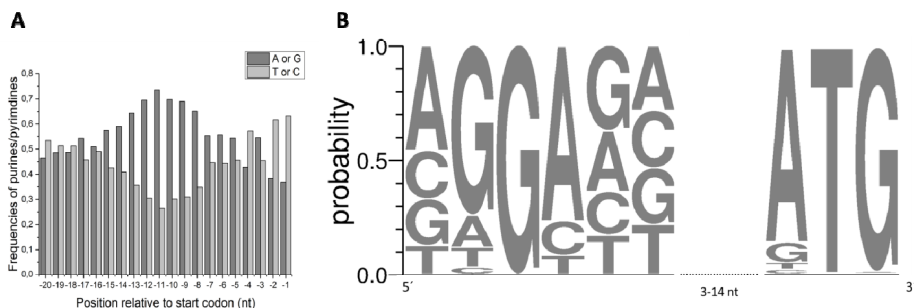 A
B
A or G
T or C
Frequencies of purines/pyrimdines
0,8
0,7
0,6
0,5
0,4
0,3
0,2
0,1
0,0
-20 -19 -18 -17 -16 -15 -14 -13 -12 -11 -10 -9 -8 -7 -6 -5 -4 -3 -2 -1
Position relative to start codon (nt)
probability
1.0
0.5
0.0
A G G A G A A T G
C A C A C G
G T T C G T
T C T T
5´ 3-14 nt 3